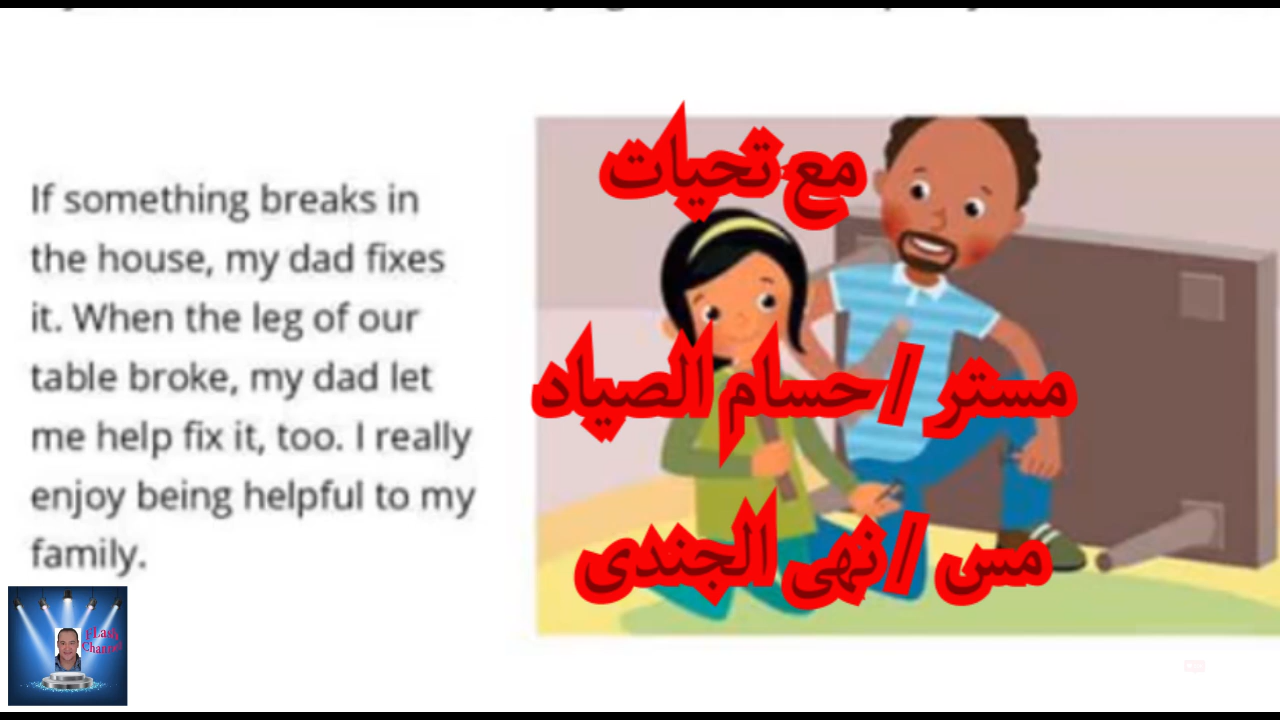 If something breaks in
the house, my dad fixes
it. When the leg of our
table broke, my dad let
me help fix it, too. I really
enjoy being helpful to my
family.
مع تحيات
مستر / حسام الصياد
مس / نهى الجندى
Flash
Channel